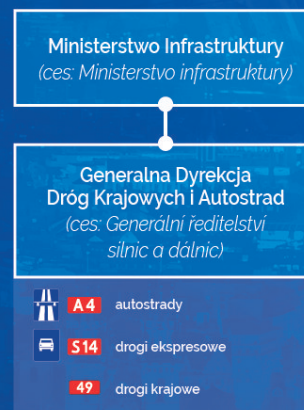 Ministerstwo Infrastruktury
(ces: Ministerstvo infrastruktury)
Generalna Dyrekcja
Dróg Krajowych i Autostrad
(ces: Generální ředitelství
silnic a dálnic)
A4 autostrady
S14 drogi ekspresowe
49 drogi krajowe